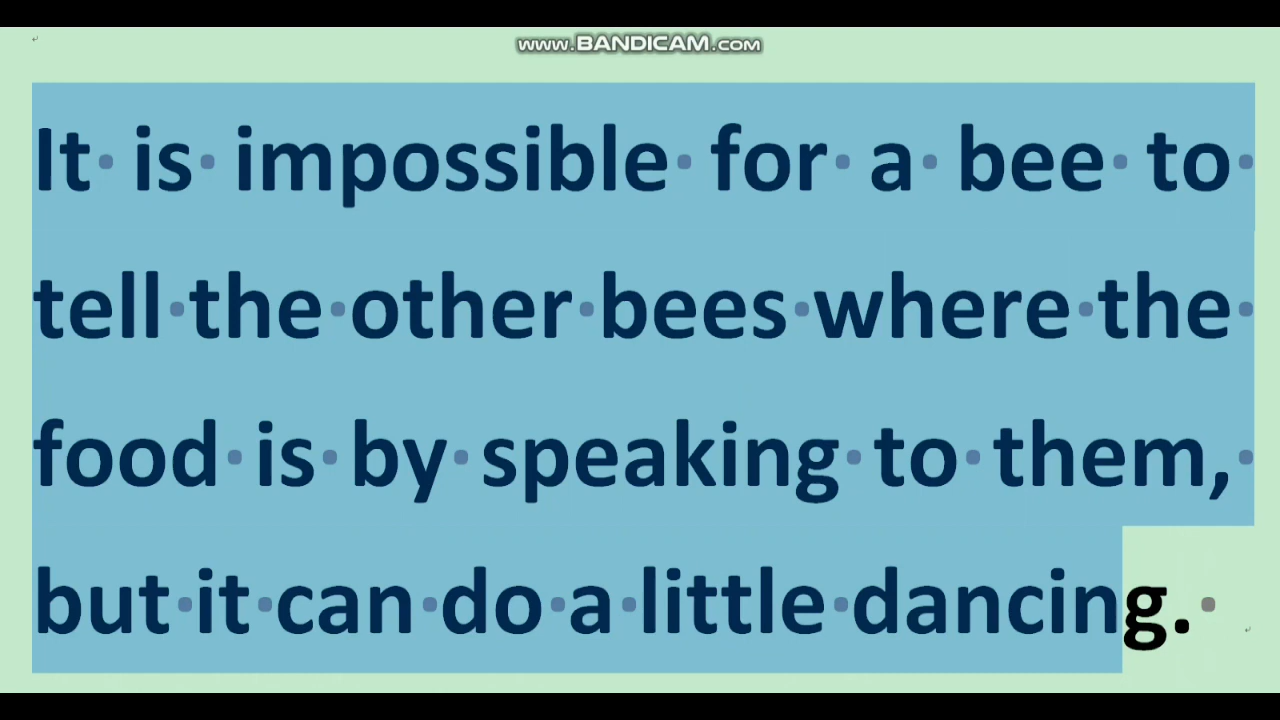 www.BANDICAM.com
It is impossible for a bee to
tell the other bees where the
food is by speaking to them,
but it can do a little dancing.